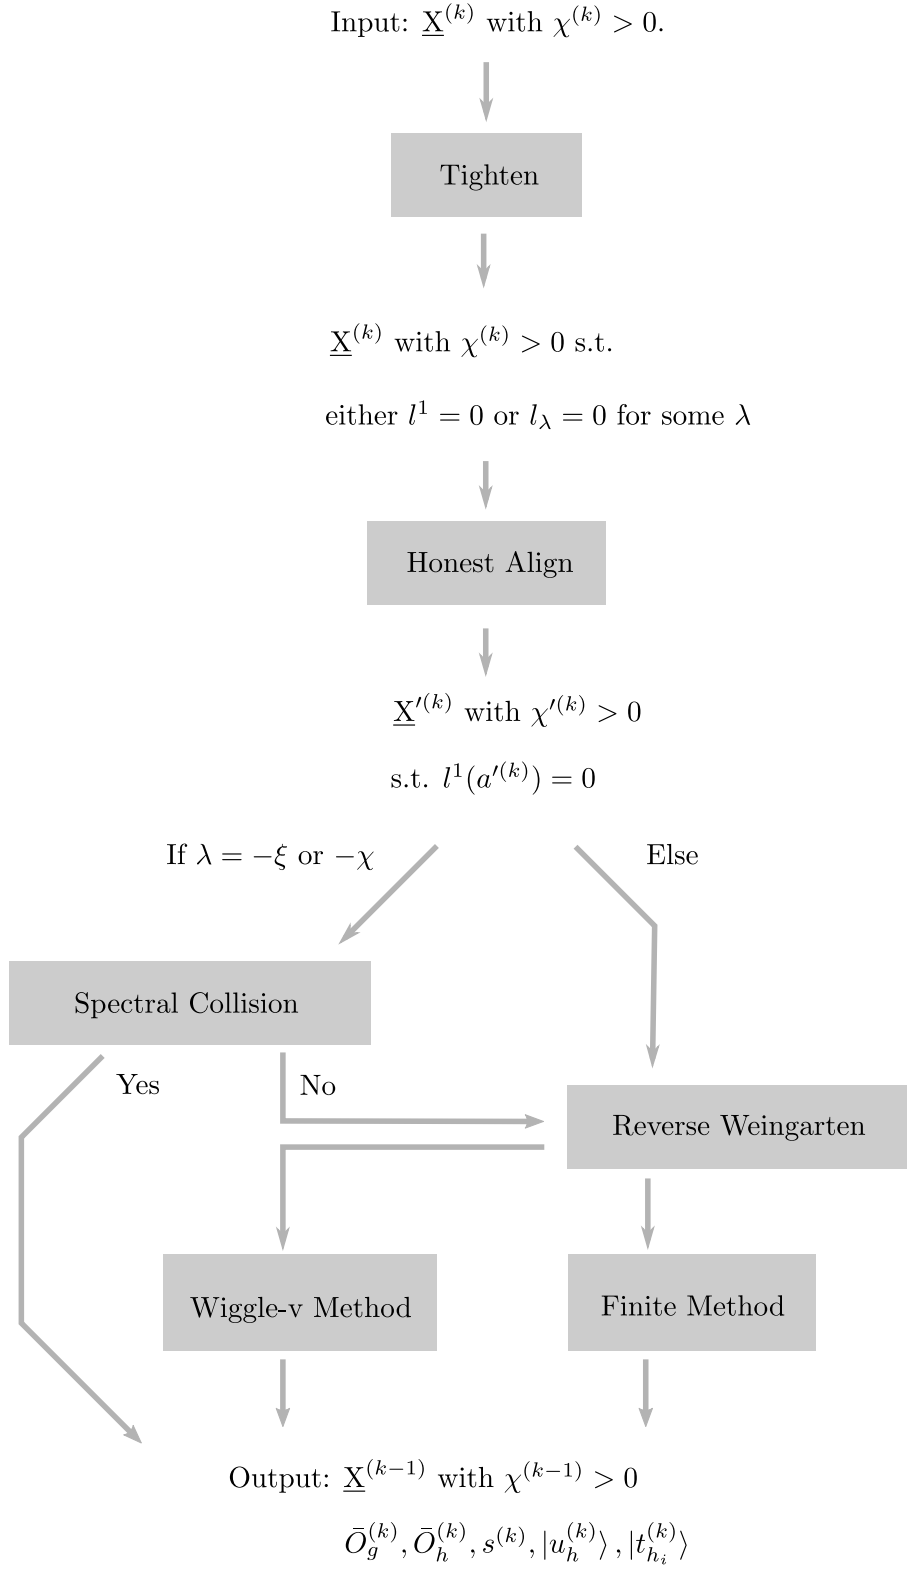 Input: X̲⁽ᵏ⁾ with χ⁽ᵏ⁾ > 0.
Tighten
X̲⁽ᵏ⁾ with χ⁽ᵏ⁾ > 0 s.t.
either l¹ = 0 or l_λ = 0 for some λ
Honest Align
X̲′⁽ᵏ⁾ with χ′⁽ᵏ⁾ > 0
s.t. l¹(a′⁽ᵏ⁾) = 0
If λ = −ξ or −χ
Else
Spectral Collision
Yes
No
Reverse Weingarten
Wiggle-v Method
Finite Method
Output: X̲⁽ᵏ⁻¹⁾ with χ⁽ᵏ⁻¹⁾ > 0
Ō_g⁽ᵏ⁾, Ō_h⁽ᵏ⁾, s⁽ᵏ⁾, |u_h⁽ᵏ⁾⟩, |t_{h_i}⁽ᵏ⁾⟩